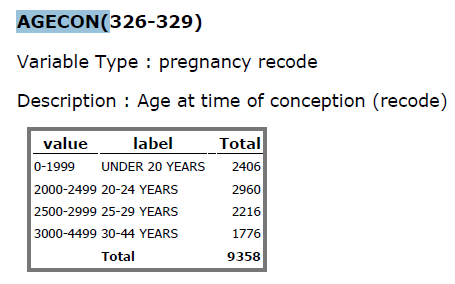 AGECON(326-329)
Variable Type : pregnancy recode
Description : Age at time of conception (recode)
value label Total
0-1999 UNDER 20 YEARS 2406
2000-2499 20-24 YEARS 2960
2500-2999 25-29 YEARS 2216
3000-4499 30-44 YEARS 1776
Total 9358